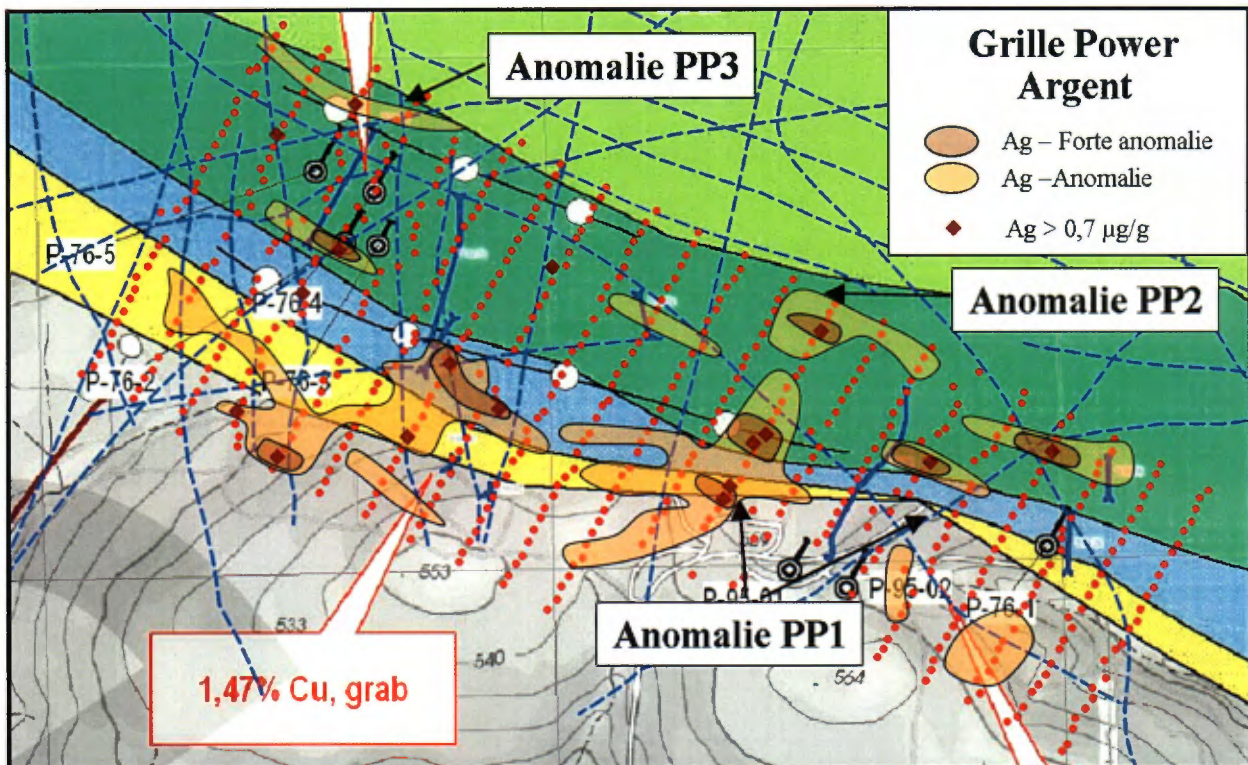 Grille Power
Argent
Ag – Forte anomalie
Ag –Anomalie
Ag > 0,7 µg/g
Anomalie PP3
Anomalie PP2
P-76-5
P-76-4
P-76-2
P-76-3
553
533
540
564
P-95-01
P-95-02
P-76-1
Anomalie PP1
1,47% Cu, grab